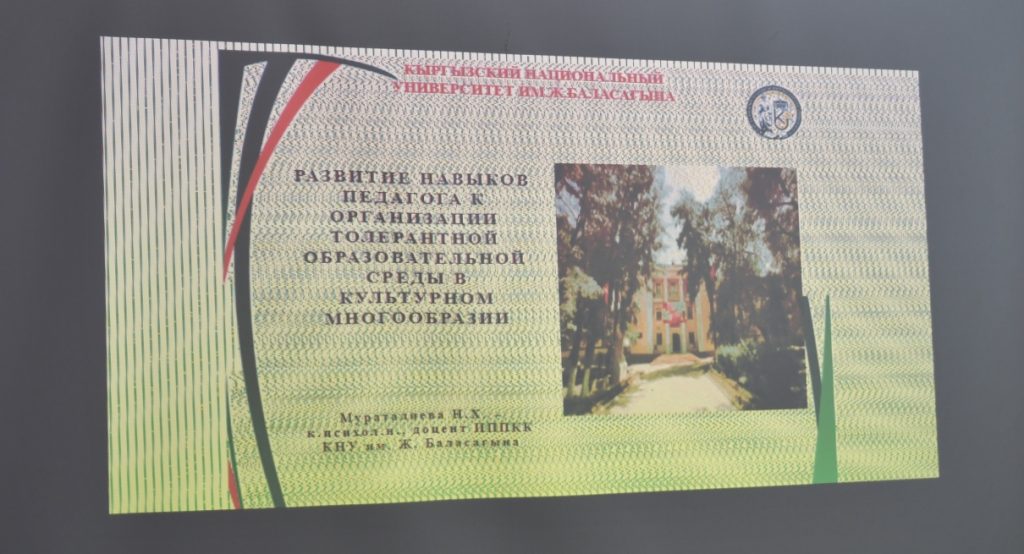 КЫРГЫЗСКИЙ НАЦИОНАЛЬНЫЙ
УНИВЕРСИТЕТ ИМ.Ж.БАЛАСАГЫНА
РАЗВИТИЕ НАВЫКОВ
ПЕДАГОГА К
ОРГАНИЗАЦИИ
ТОЛЕРАНТНОЙ
ОБРАЗОВАТЕЛЬНОЙ
СРЕДЫ В
КУЛЬТУРНОМ
МНОГООБРАЗИИ
Мураталиева Н.Х. –
к.психол.н., доцент ИППКК
КНУ им. Ж. Баласагына